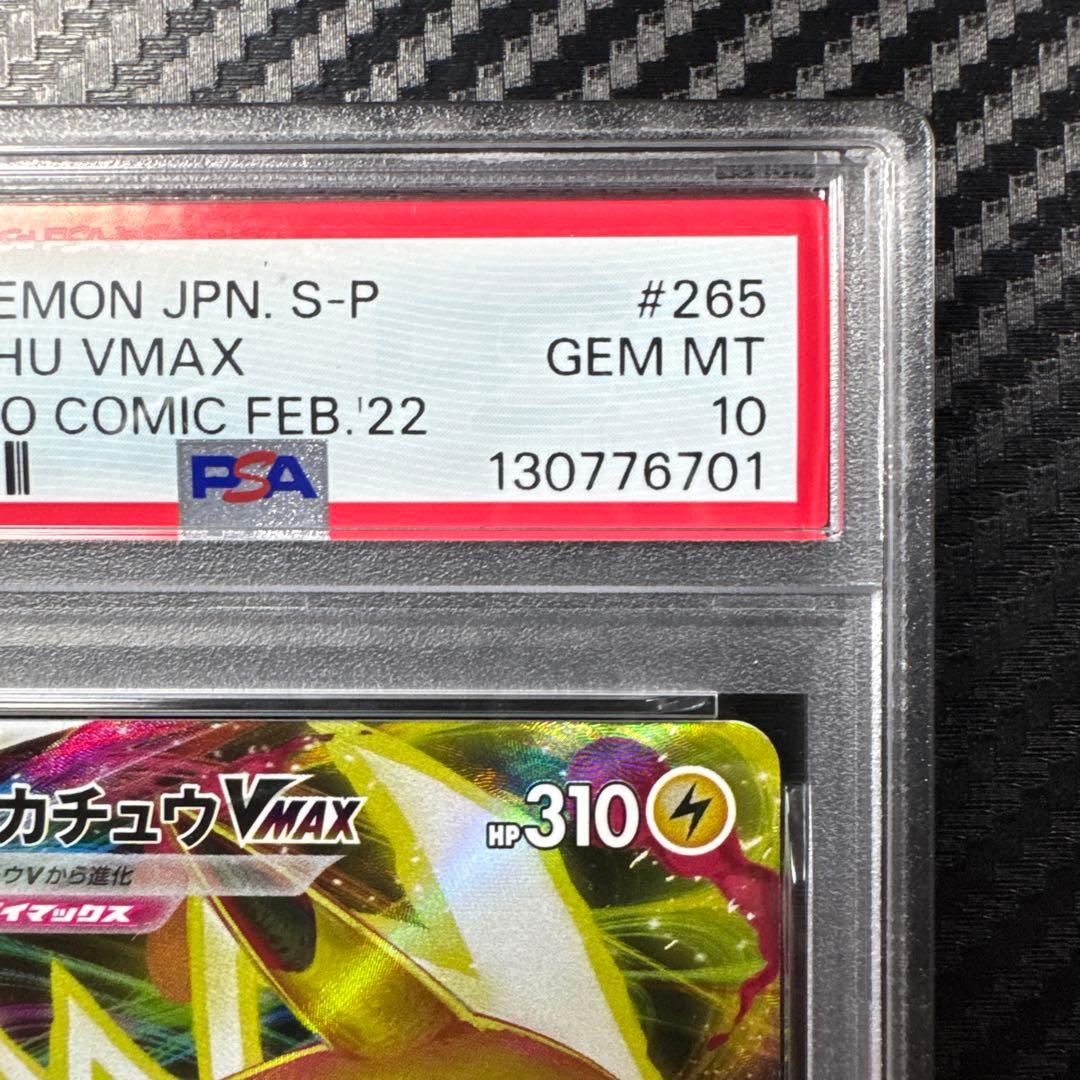 EMON JPN. S-P #265
HU VMAX GEM MT
O COMIC FEB.'22 10
PSA 130776701
カチュウVMAX HP310
ウVから進化
イマックス